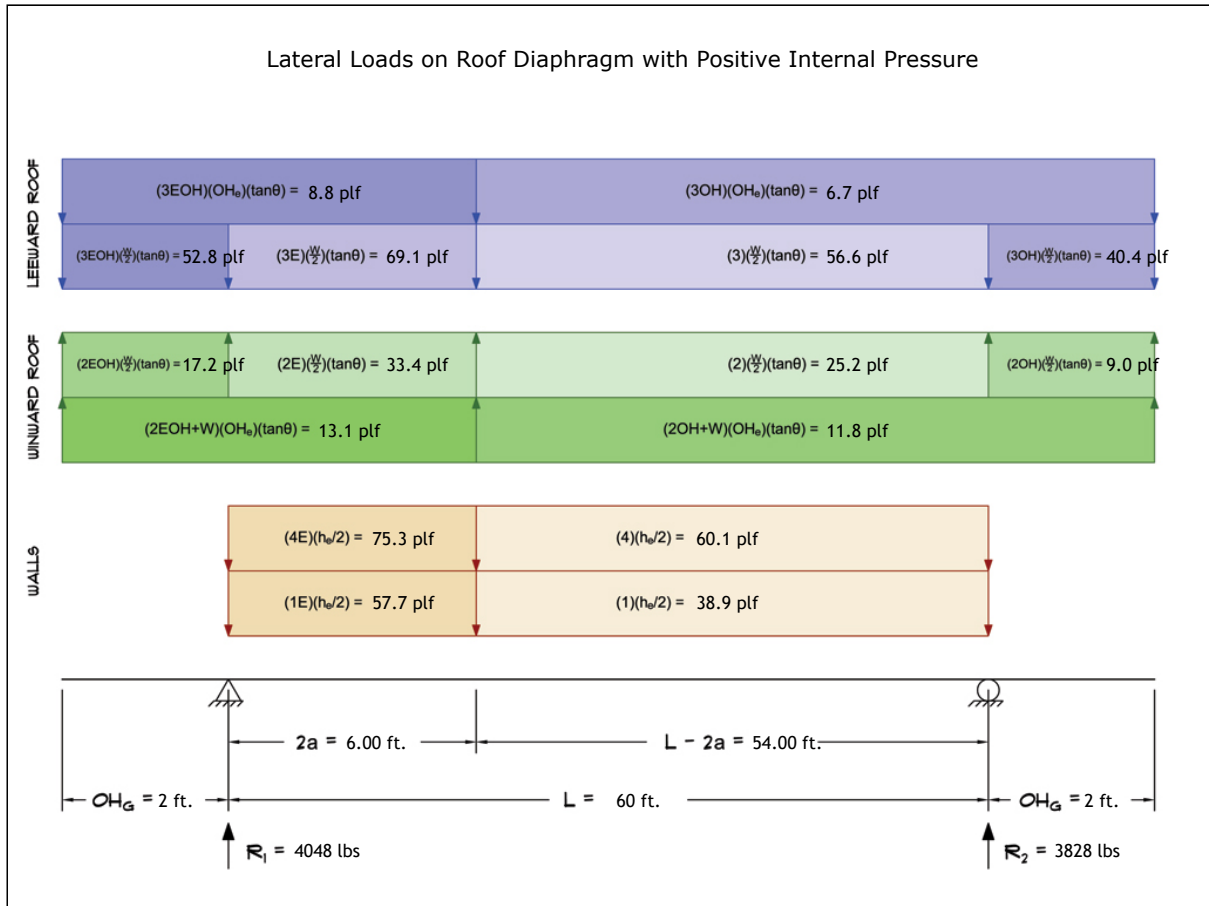 Lateral Loads on Roof Diaphragm with Positive Internal Pressure
LEEWARD ROOF
(3EOH)(OHₑ)(tanθ) = 8.8 plf
(3OH)(OHₑ)(tanθ) = 6.7 plf
(3EOH)(W/2)(tanθ) = 52.8 plf
(3E)(W/2)(tanθ) = 69.1 plf
(3)(W/2)(tanθ) = 56.6 plf
(3OH)(W/2)(tanθ) = 40.4 plf
WINWARD ROOF
(2EOH)(W/2)(tanθ) = 17.2 plf
(2E)(W/2)(tanθ) = 33.4 plf
(2)(W/2)(tanθ) = 25.2 plf
(2OH)(W/2)(tanθ) = 9.0 plf
(2EOH+W)(OHₑ)(tanθ) = 13.1 plf
(2OH+W)(OHₑ)(tanθ) = 11.8 plf
WALLS
(4E)(hₑ/2) = 75.3 plf
(4)(hₑ/2) = 60.1 plf
(1E)(hₑ/2) = 57.7 plf
(1)(hₑ/2) = 38.9 plf
2a = 6.00 ft.
L - 2a = 54.00 ft.
OH_G = 2 ft.
L = 60 ft.
OH_G = 2 ft.
R₁ = 4048 lbs
R₂ = 3828 lbs